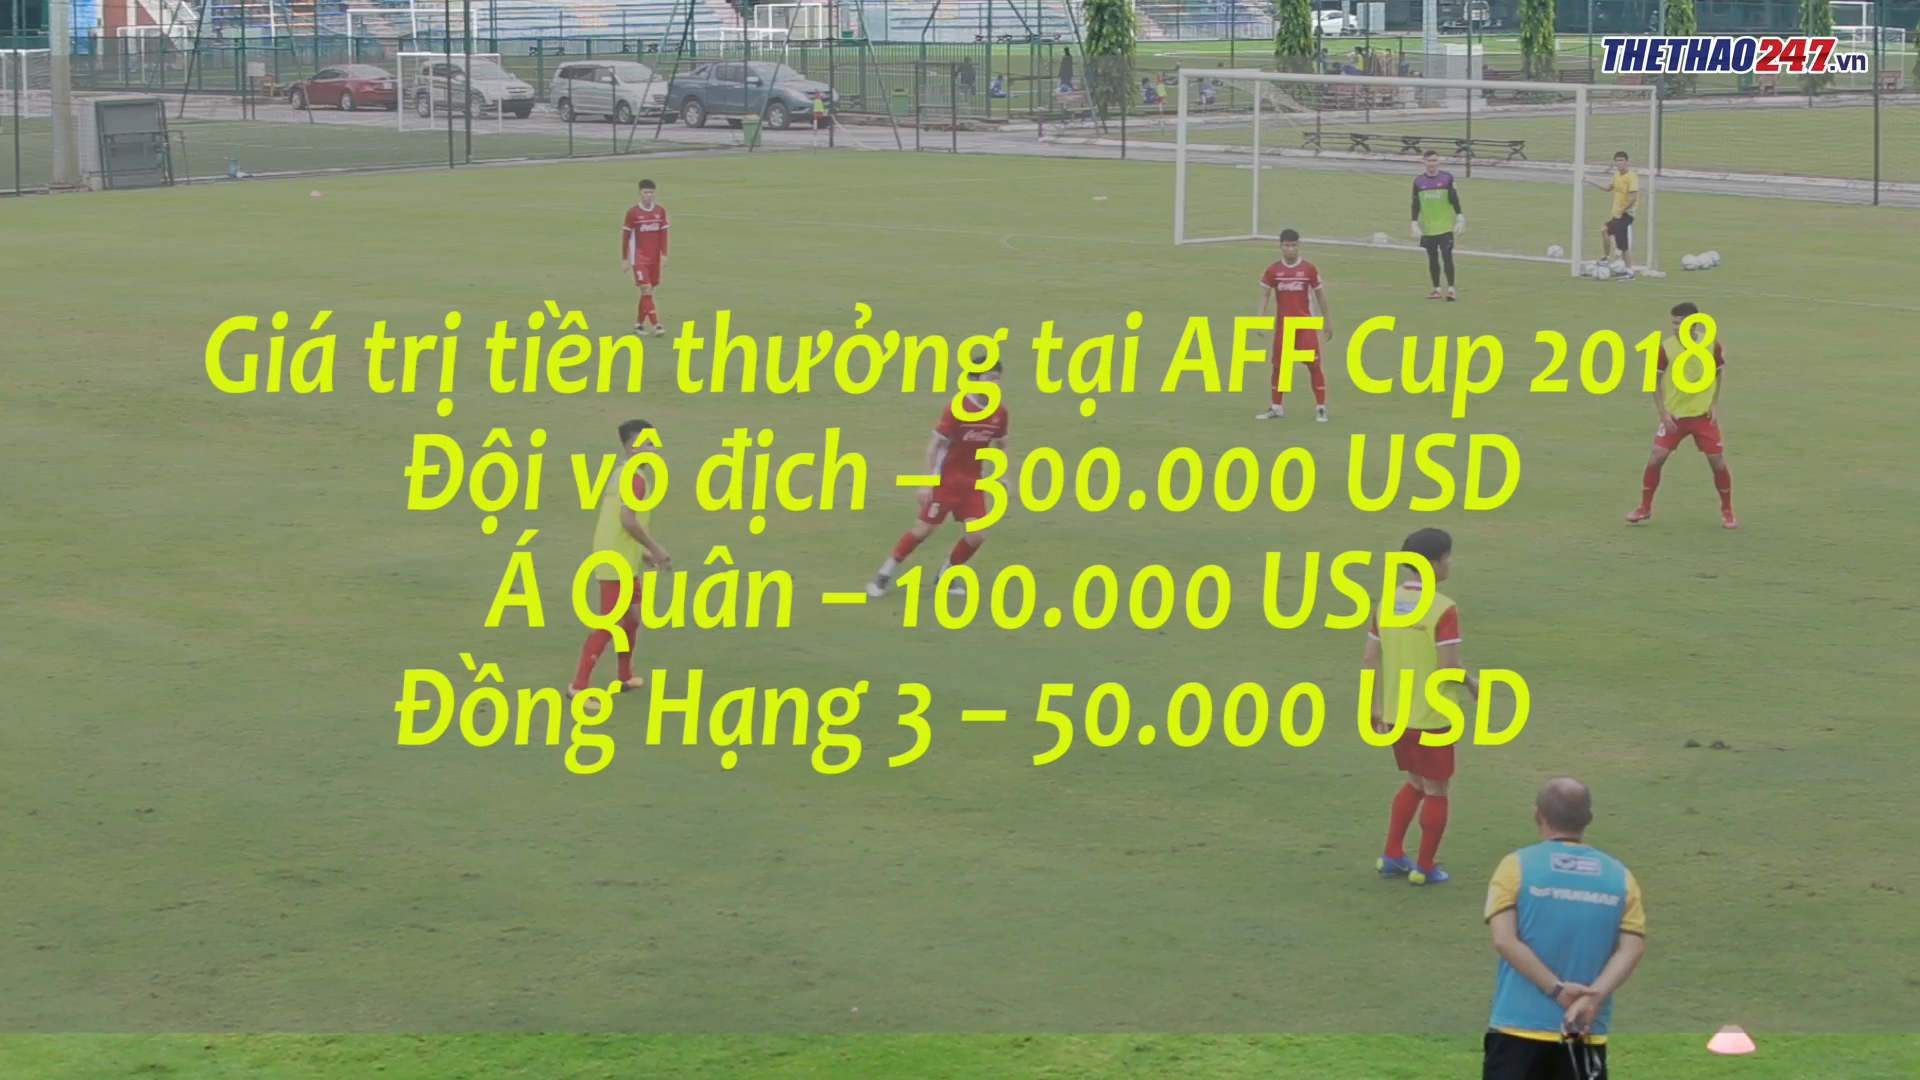 THETHAO247.vn
Giá trị tiền thưởng tại AFF Cup 2018
Đội vô địch – 300.000 USD
Á Quân – 100.000 USD
Đồng Hạng 3 – 50.000 USD
YANMAR